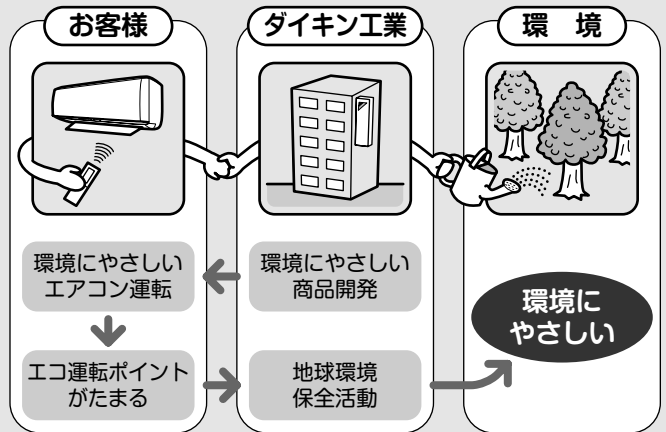 お客様
ダイキン工業
環 境
環境にやさしい
エアコン運転
環境にやさしい
商品開発
環境に
やさしい
エコ運転ポイント
がたまる
地球環境
保全活動